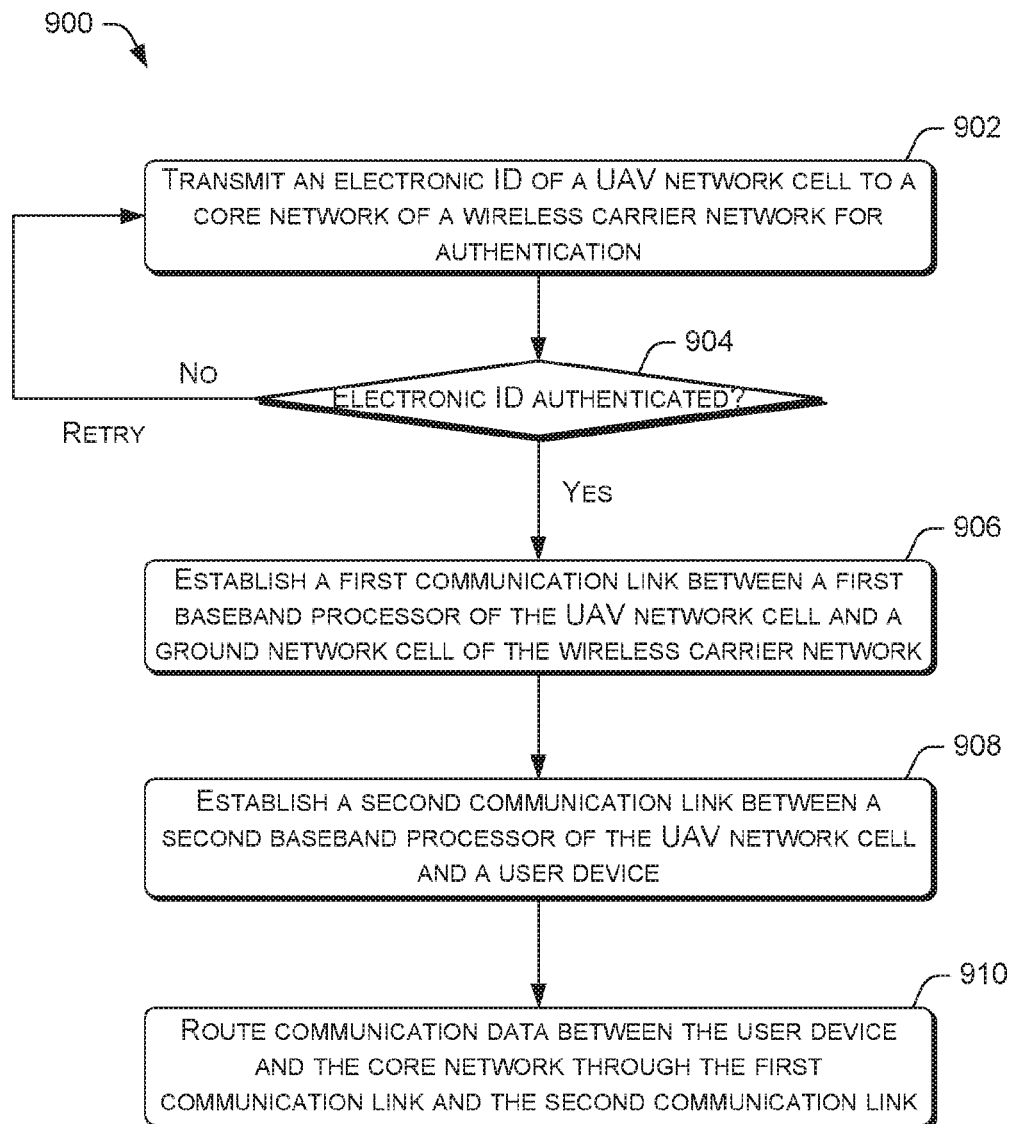 900
902
TRANSMIT AN ELECTRONIC ID OF A UAV NETWORK CELL TO A
CORE NETWORK OF A WIRELESS CARRIER NETWORK FOR
AUTHENTICATION
904
NO
ELECTRONIC ID AUTHENTICATED?
RETRY
YES
906
ESTABLISH A FIRST COMMUNICATION LINK BETWEEN A FIRST
BASEBAND PROCESSOR OF THE UAV NETWORK CELL AND A
GROUND NETWORK CELL OF THE WIRELESS CARRIER NETWORK
908
ESTABLISH A SECOND COMMUNICATION LINK BETWEEN A
SECOND BASEBAND PROCESSOR OF THE UAV NETWORK CELL
AND A USER DEVICE
910
ROUTE COMMUNICATION DATA BETWEEN THE USER DEVICE
AND THE CORE NETWORK THROUGH THE FIRST
COMMUNICATION LINK AND THE SECOND COMMUNICATION LINK